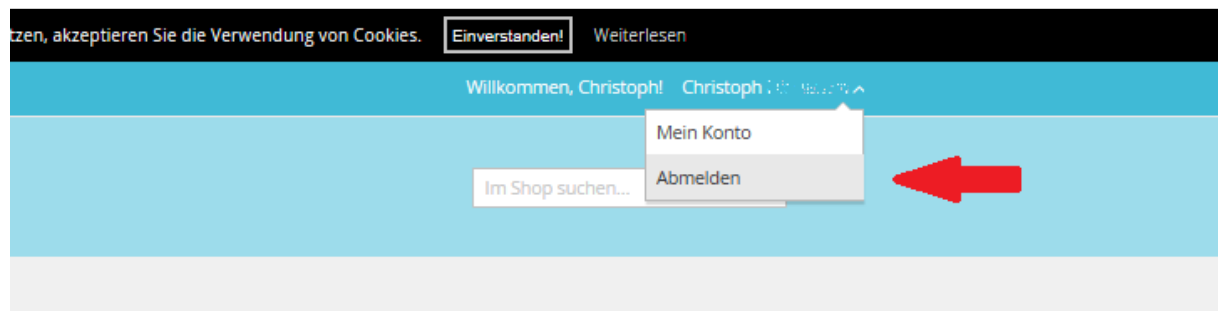 tzen, akzeptieren Sie die Verwendung von Cookies. Einverstanden! Weiterlesen
Willkommen, Christoph! Christoph
Mein Konto
Im Shop suchen...
Abmelden